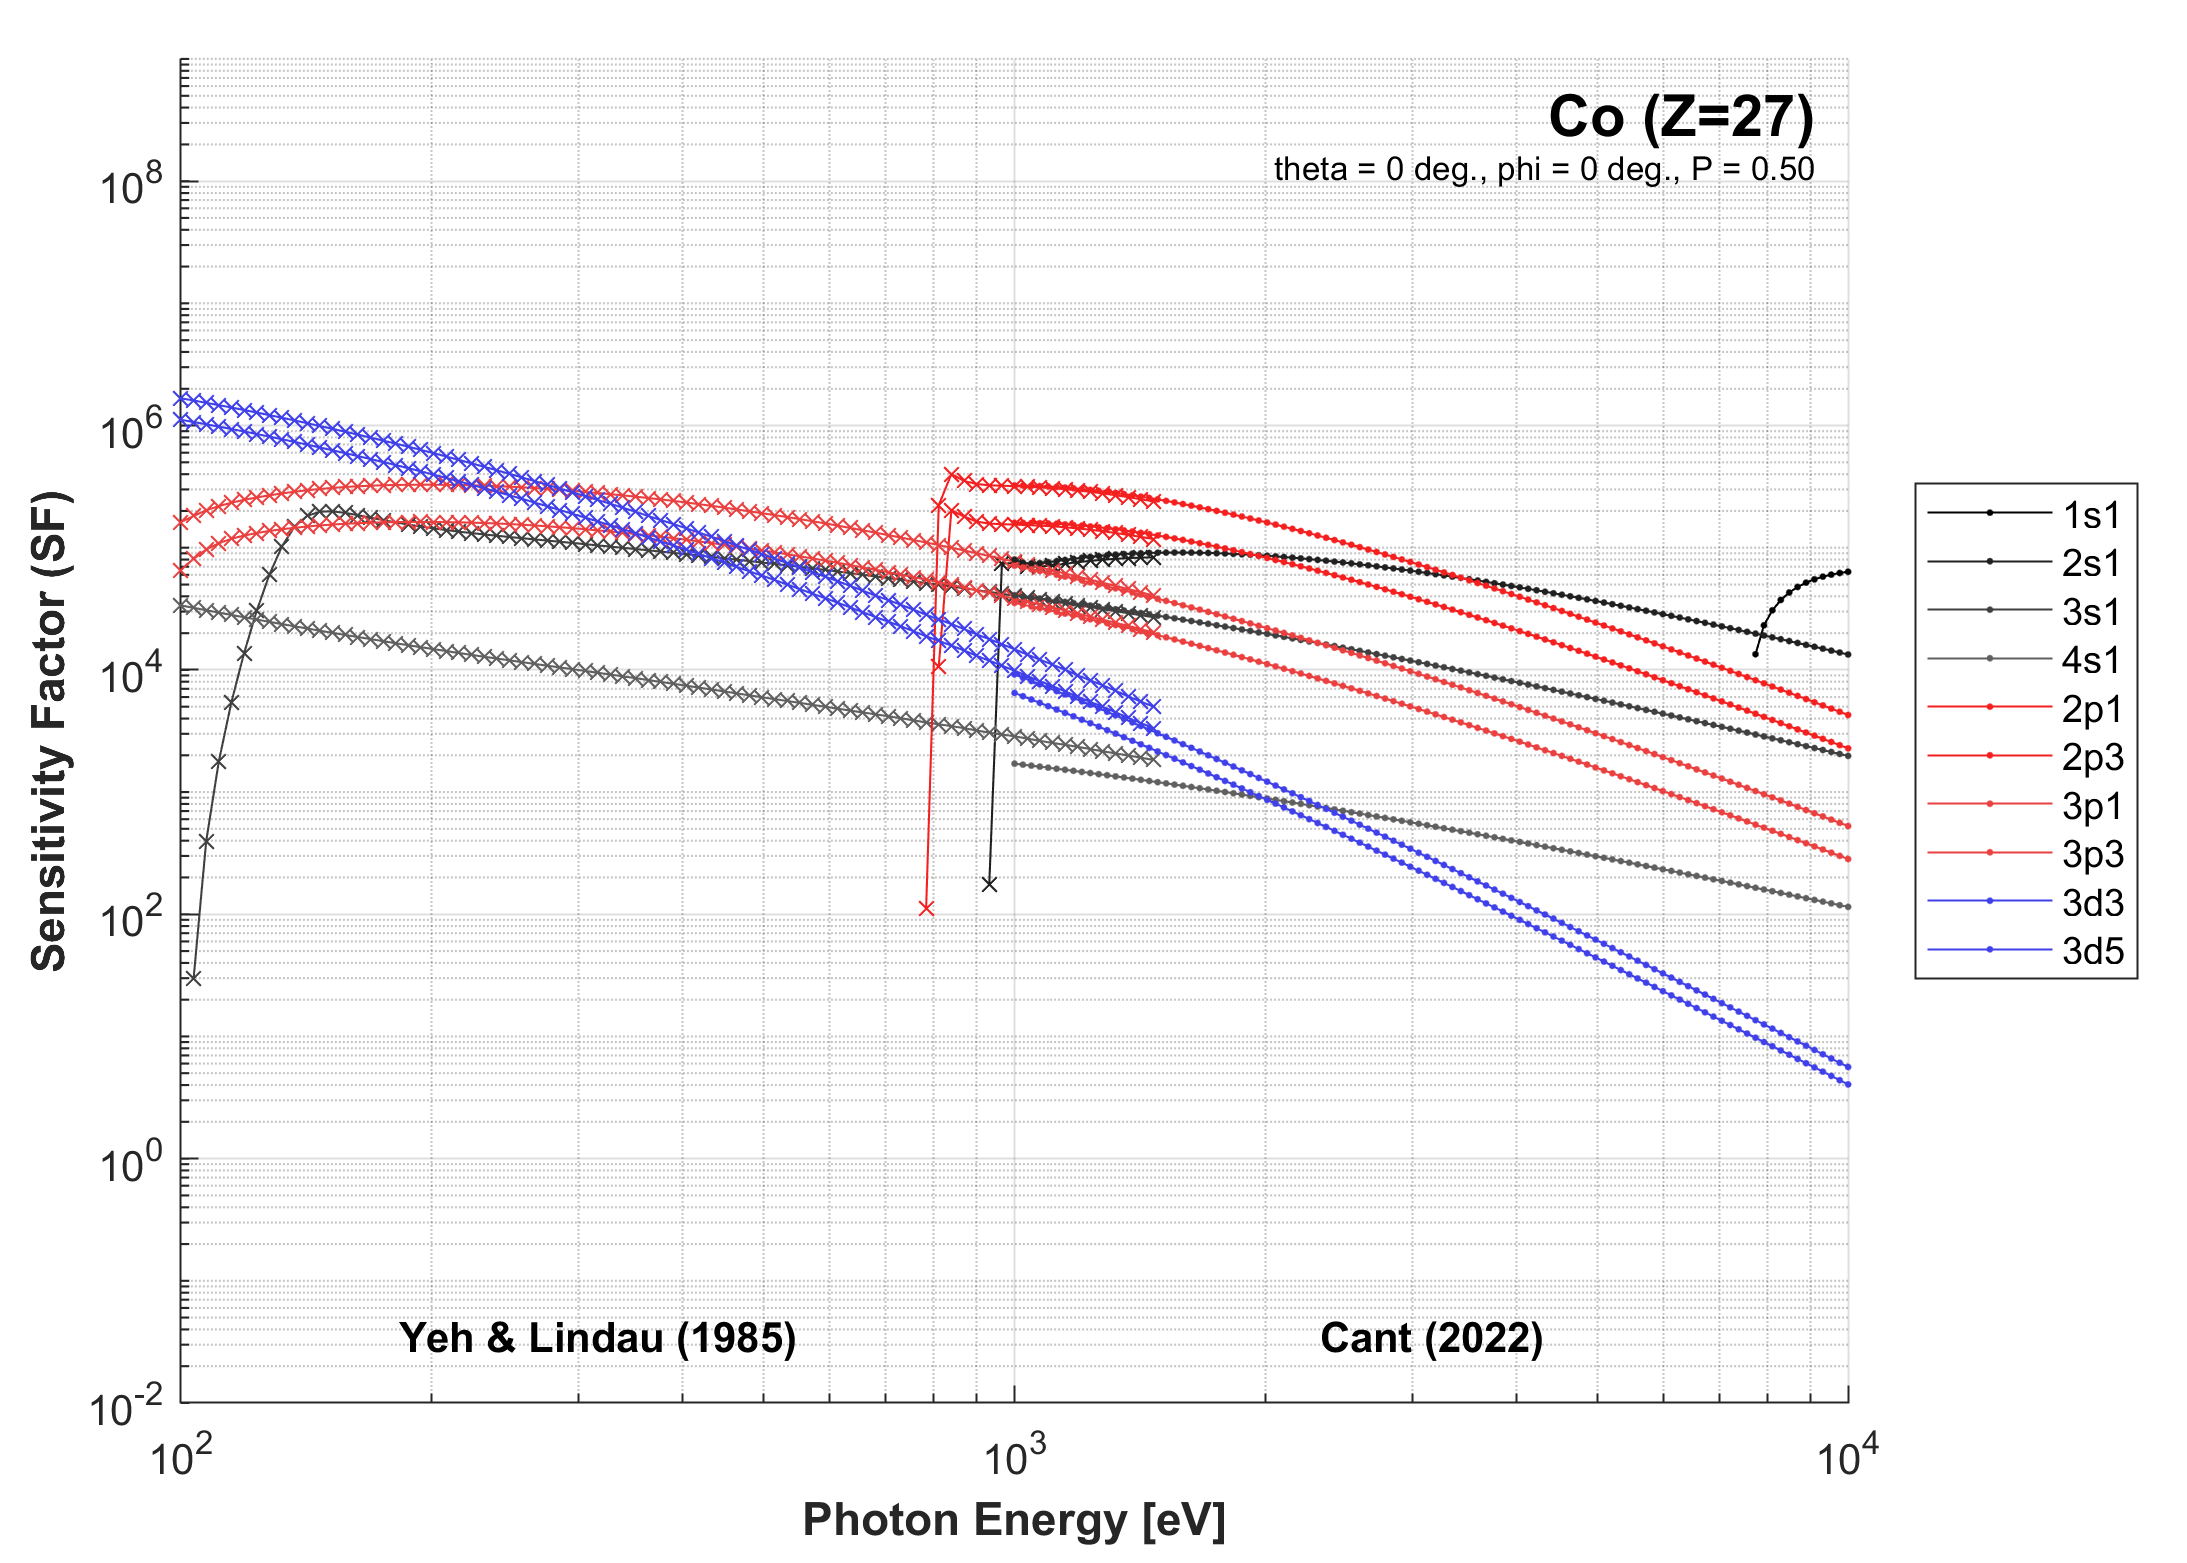 Co (Z=27)
theta = 0 deg., phi = 0 deg., P = 0.50
Sensitivity Factor (SF)
10^8
10^6
10^4
10^2
10^0
10^-2
10^2
10^3
10^4
Photon Energy [eV]
Yeh & Lindau (1985)
Cant (2022)
1s1
2s1
3s1
4s1
2p1
2p3
3p1
3p3
3d3
3d5